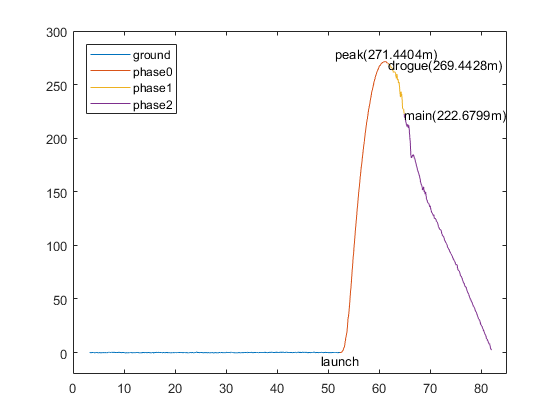 300
250
200
150
100
50
0
0 10 20 30 40 50 60 70 80
ground
phase0
phase1
phase2
peak(271.4404m)
drogue(269.4428m)
main(222.6799m)
launch